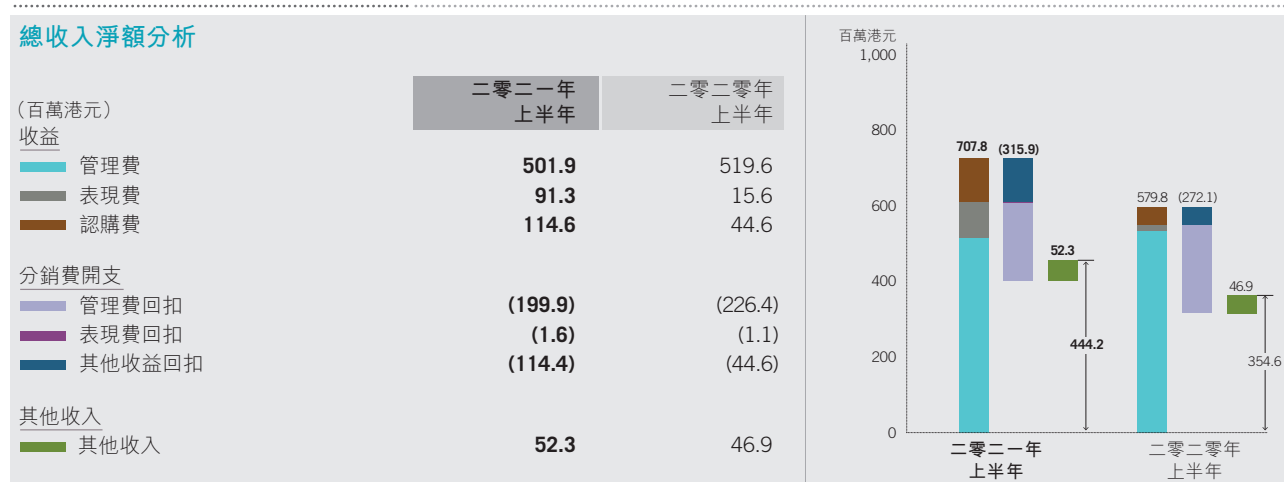 總收入淨額分析
二零二一年 二零二零年
(百萬港元) 上半年 上半年
收益
管理費 501.9 519.6
表現費 91.3 15.6
認購費 114.6 44.6
分銷費開支
管理費回扣 (199.9) (226.4)
表現費回扣 (1.6) (1.1)
其他收益回扣 (114.4) (44.6)
其他收入
其他收入 52.3 46.9
百萬港元
1,000
800
707.8 (315.9)
600
579.8 (272.1)
52.3
400
46.9
444.2
200
354.6
0
二零二一年 二零二零年
上半年 上半年